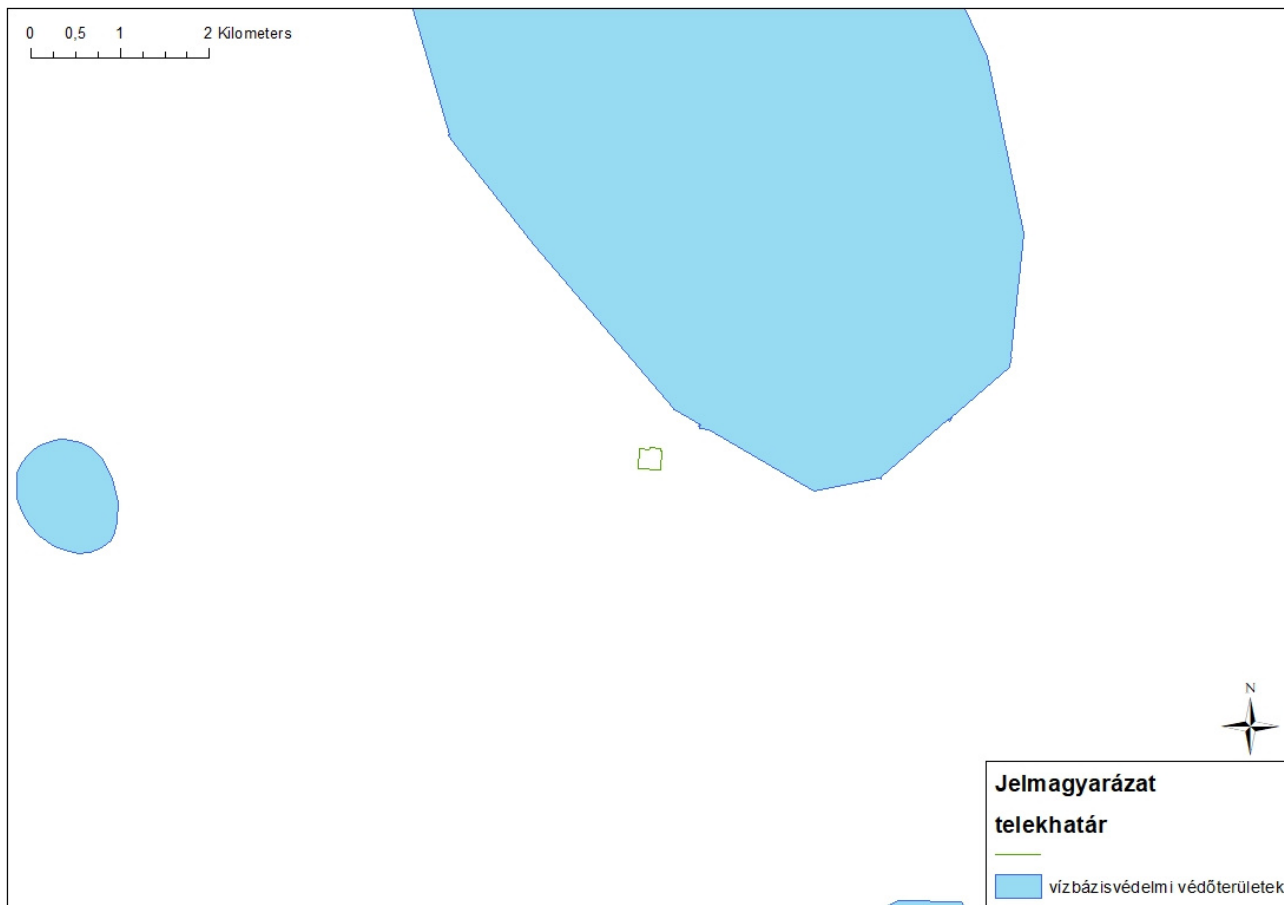 0 0,5 1 2 Kilometers
N
Jelmagyarázat
telekhatár
vízbázisvédelmi védőterületek